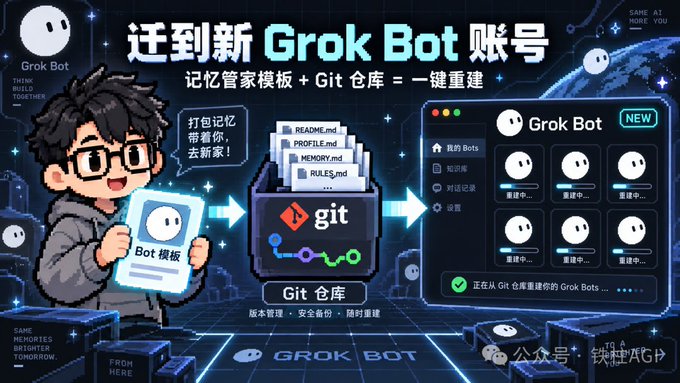 Grok Bot
THINK
BUILD
TOGETHER
迁到新 Grok Bot 账号
记忆管家模板 + Git 仓库 = 一键重建
SAME AI
MORE YOU
打包记忆
带着你,
去新家!
Bot 模板
README.md
PROFILE.md
MEMORY.md
RULES.md
...
git
Git 仓库
版本管理 · 安全备份 · 随时重建
Grok Bot
NEW
我的 Bots
知识库
对话记录
设置
重建中...
重建中...
重建中...
重建中...
重建中...
重建中...
正在从 Git 仓库重建你的 Grok Bots ...
SAME
MEMORIES
BRIGHTER
TOMORROW.
FROM
HERE
GROK BOT
TO A
公众号 · 铁柱AGI